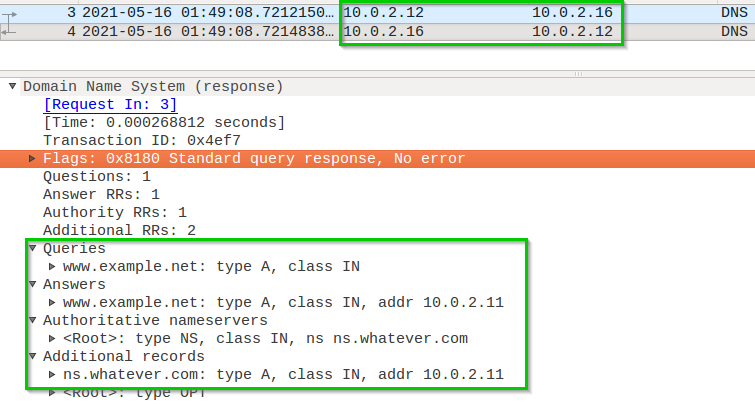 3 2021-05-16 01:49:08.7212150… 10.0.2.12 10.0.2.16 DNS
4 2021-05-16 01:49:08.7214838… 10.0.2.16 10.0.2.12 DNS
Domain Name System (response)
[Request In: 3]
[Time: 0.000268812 seconds]
Transaction ID: 0x4ef7
Flags: 0x8180 Standard query response, No error
Questions: 1
Answer RRs: 1
Authority RRs: 1
Additional RRs: 2
Queries
www.example.net: type A, class IN
Answers
www.example.net: type A, class IN, addr 10.0.2.11
Authoritative nameservers
<Root>: type NS, class IN, ns ns.whatever.com
Additional records
ns.whatever.com: type A, class IN, addr 10.0.2.11
<Root>: type OPT